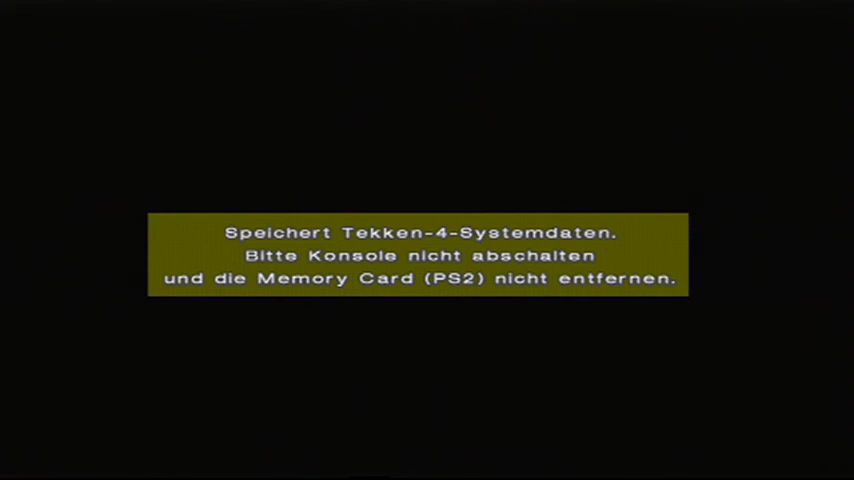 Speichert Tekken-4-Systemdaten.
Bitte Konsole nicht abschalten
und die Memory Card (PS2) nicht entfernen.